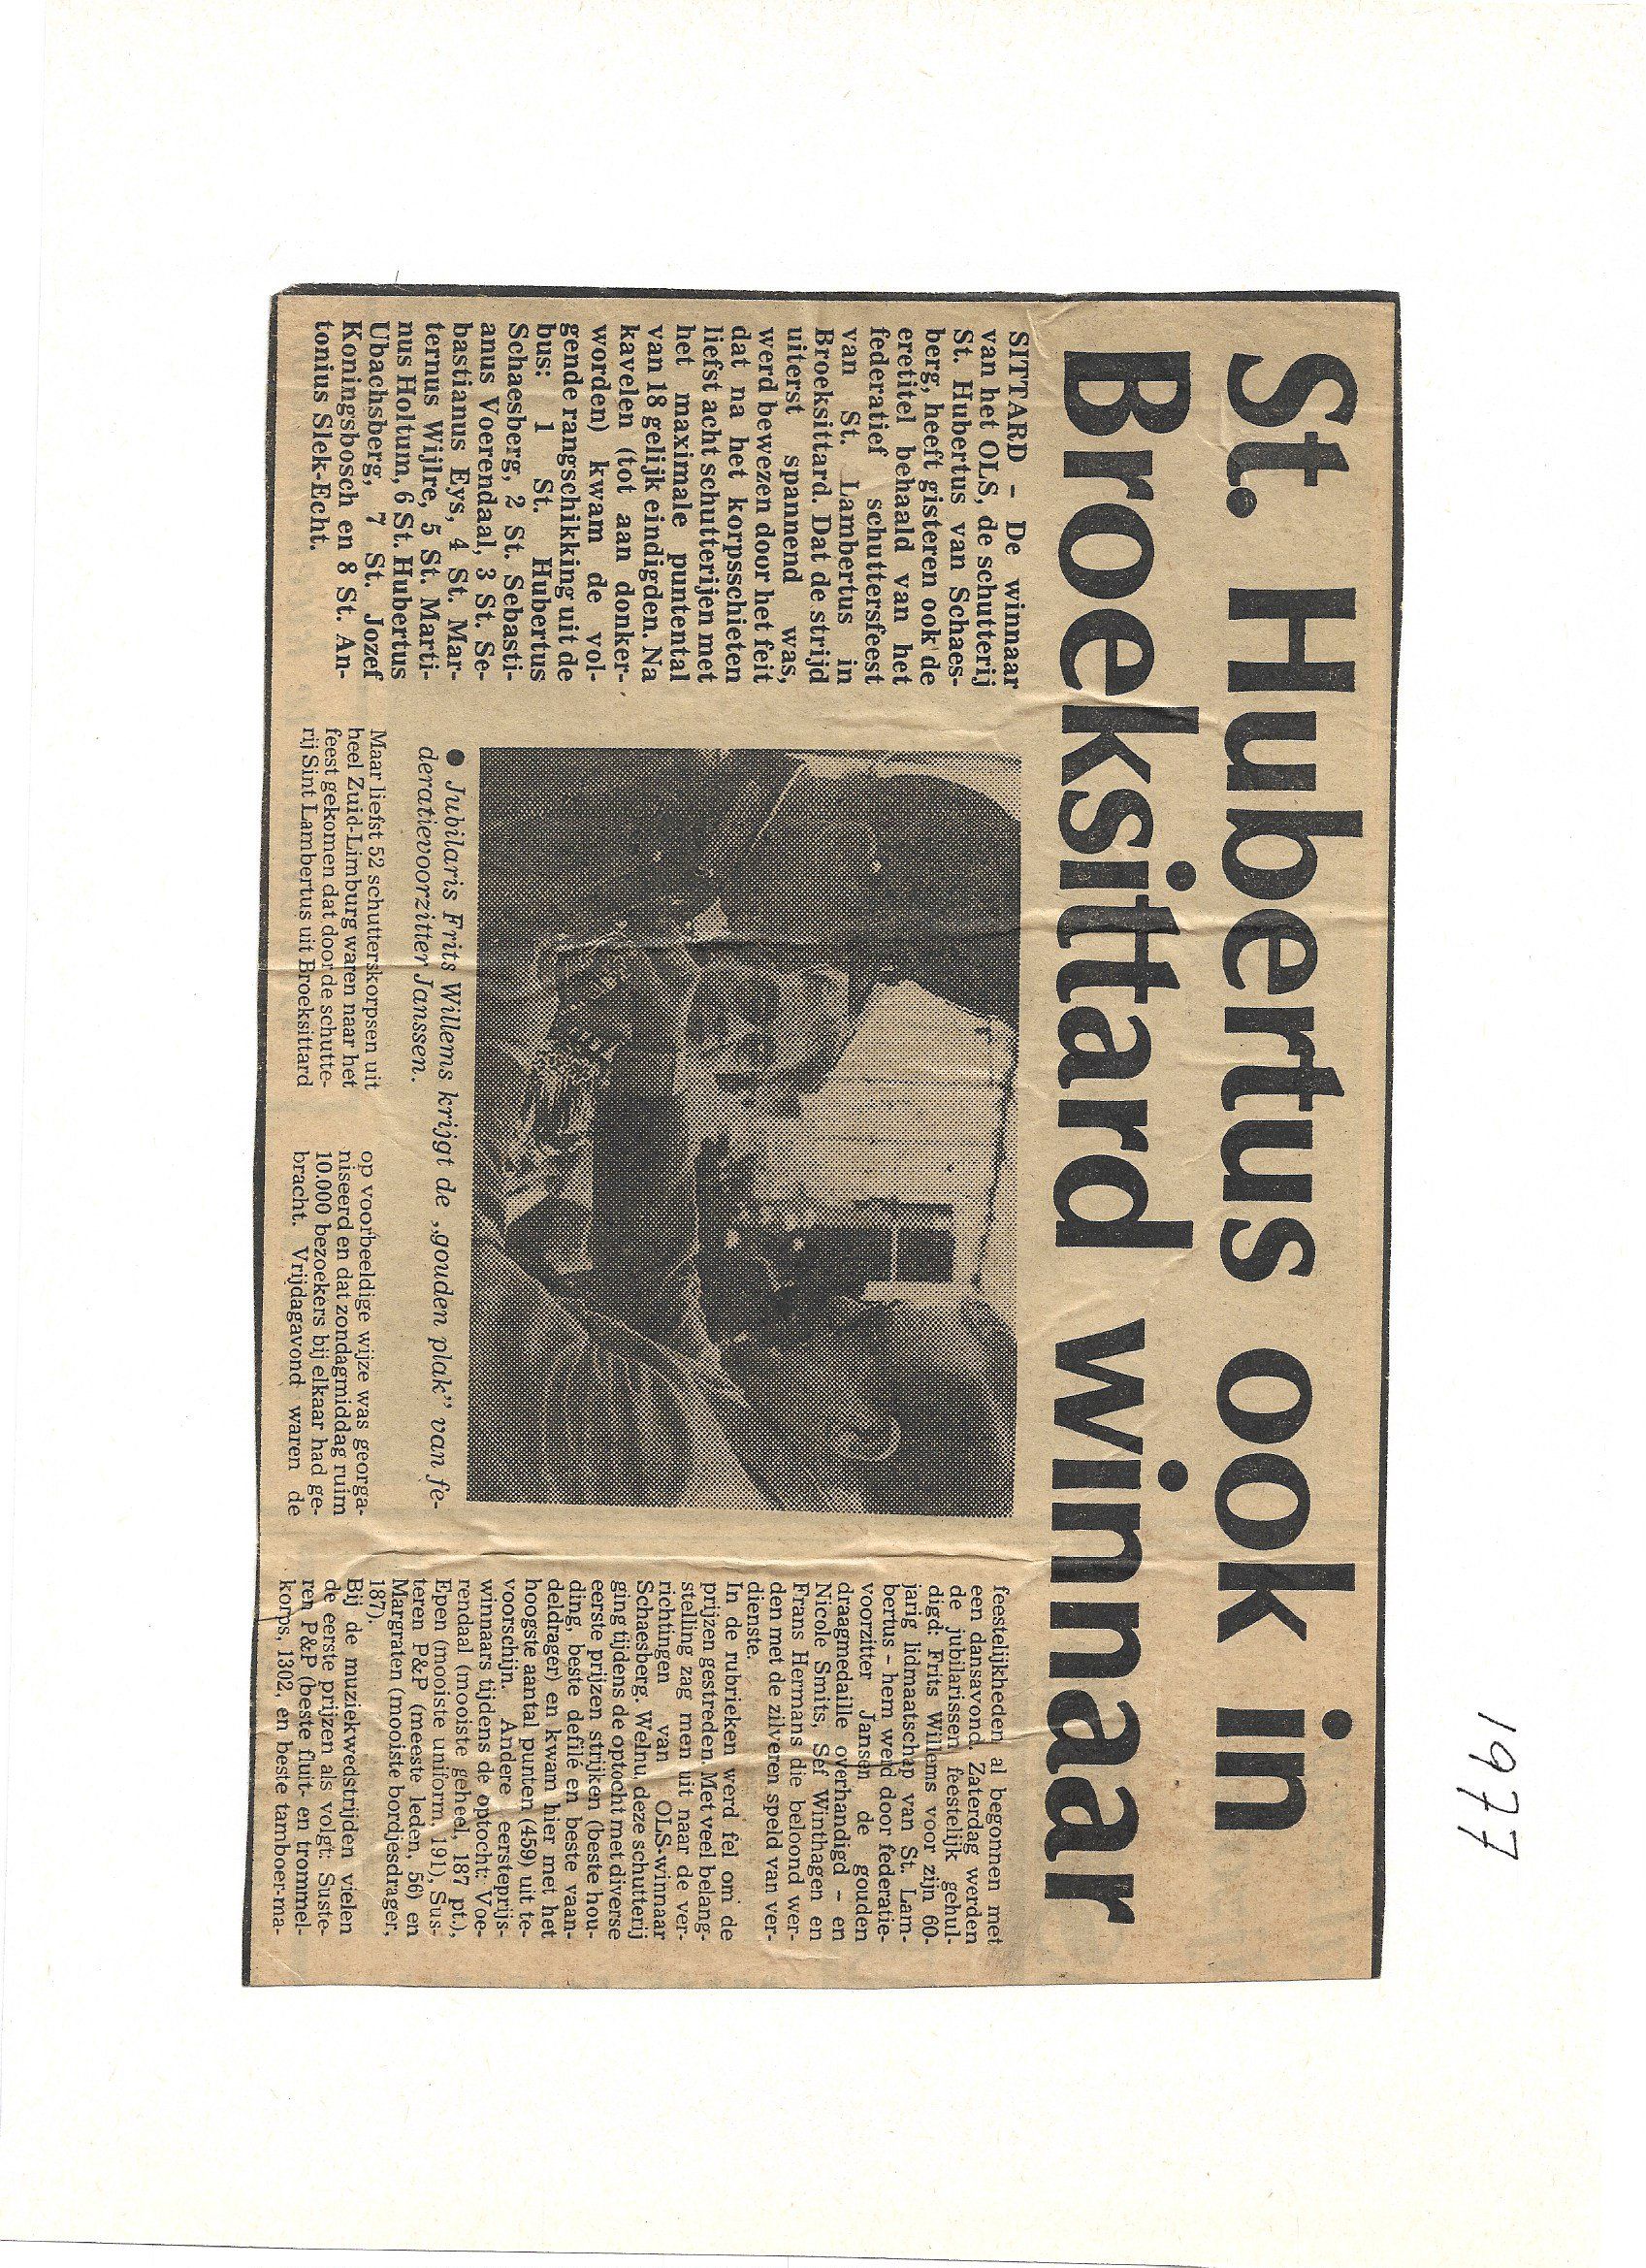 1977
St. Hubertus ook in
Broeksittard winnaar
SITTARD – De winnaar
van het OLS, de schutterij
St. Hubertus van Schaes-
berg, heeft gisteren ook de
eretitel behaald van het
federatief schuttersfeest
van St. Lambertus in
Broeksittard. Dat de strijd
uiterst spannend was,
werd bewezen door het feit
dat na het korpsschieten
liefst acht schutterijen met
het maximale puntental
van 18 gelijk eindigden. Na
kavelen (tot aan donker-
worden) kwam de vol-
gende rangschikking uit de
bus: 1 St. Hubertus
Schaesberg, 2 St. Sebasti-
anus Voerendaal, 3 St. Se-
bastianus Eys, 4 St. Mar-
ternus Wijlre, 5 St. Marti-
nus Holtum, 6 St. Hubertus
Ubachsberg, 7 St. Jozef
Koningsbosch en 8 St. An-
tonius Slek-Echt.
● Jubilaris Frits Willems krijgt de „gouden plak” van fe-
deratievoorzitter Janssen.
Maar liefst 52 schutterskorpsen uit
heel Zuid-Limburg waren naar het
feest gekomen dat door de schutte-
rij Sint Lambertus uit Broeksittard
op voorbeeldige wijze was georga-
niseerd en dat zondagmiddag ruim
10.000 bezoekers bij elkaar had ge-
bracht. Vrijdagavond waren de
feestelijkheden al begonnen met
een dansavond. Zaterdag werden
de jubilarissen feestelijk gehul-
digd: Frits Willems voor zijn 60-
jarig lidmaatschap van St. Lam-
bertus – hem werd door federatie-
voorzitter Jansen de gouden
draagmedaille overhandigd – en
Nicole Smits, Sef Winthagen en
Frans Hermans die beloond wer-
den met de zilveren speld van ver-
dienste.
In de rubrieken werd fel om de
prijzen gestreden. Met veel belang-
stelling zag men uit naar de ver-
richtingen van OLS-winnaar
Schaesberg. Welnu, deze schutterij
ging tijdens de optocht met diverse
eerste prijzen strijken (beste hou-
ding, beste defilé en beste vaan-
deldrager) en kwam hier met het
hoogste aantal punten (459) uit te-
voorschijn. Andere eersteprijs-
winnaars tijdens de optocht: Voe-
rendaal (mooiste geheel, 187 pt.),
Epen (mooiste uniform, 191), Sus-
teren P&P (meeste leden, 56) en
Margraten (mooiste bordjesdrager,
187).
Bij de muziekwedstrijden vielen
de eerste prijzen als volgt: Suste-
ren P&P (beste fluit- en trommel-
korps, 1302, en beste tamboer-ma-